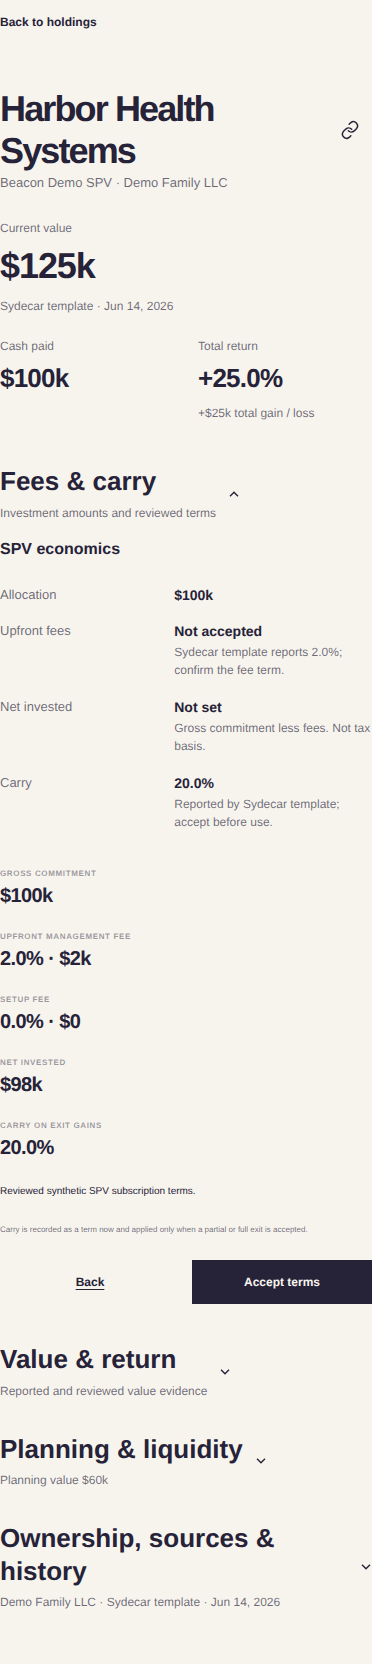 Back to holdings
Harbor Health
Systems
Beacon Demo SPV · Demo Family LLC
Current value
$125k
Sydecar template · Jun 14, 2026
Cash paid
$100k
Total return
+25.0%
+$25k total gain / loss
Fees & carry
Investment amounts and reviewed terms
SPV economics
Allocation
$100k
Upfront fees
Not accepted
Sydecar template reports 2.0%;
confirm the fee term.
Net invested
Not set
Gross commitment less fees. Not tax
basis.
Carry
20.0%
Reported by Sydecar template;
accept before use.
GROSS COMMITMENT
$100k
UPFRONT MANAGEMENT FEE
2.0% · $2k
SETUP FEE
0.0% · $0
NET INVESTED
$98k
CARRY ON EXIT GAINS
20.0%
Reviewed synthetic SPV subscription terms.
Carry is recorded as a term now and applied only when a partial or full exit is accepted.
Back
Accept terms
Value & return
Reported and reviewed value evidence
Planning & liquidity
Planning value $60k
Ownership, sources &
history
Demo Family LLC · Sydecar template · Jun 14, 2026